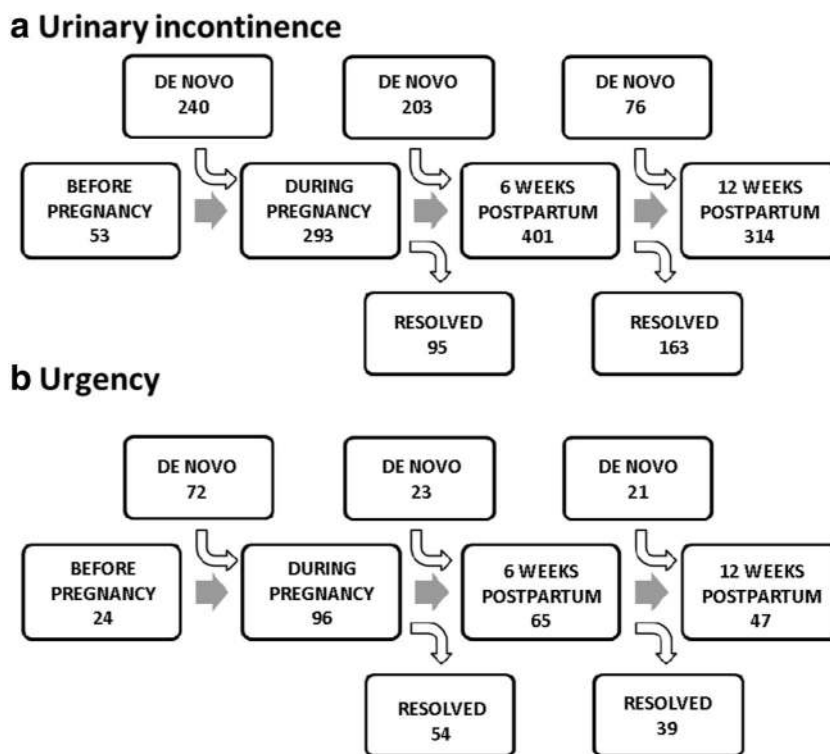 a Urinary incontinence
DE NOVO
240
DE NOVO
203
DE NOVO
76
BEFORE
PREGNANCY
53
DURING
PREGNANCY
293
6 WEEKS
POSTPARTUM
401
12 WEEKS
POSTPARTUM
314
RESOLVED
95
RESOLVED
163
b Urgency
DE NOVO
72
DE NOVO
23
DE NOVO
21
BEFORE
PREGNANCY
24
DURING
PREGNANCY
96
6 WEEKS
POSTPARTUM
65
12 WEEKS
POSTPARTUM
47
RESOLVED
54
RESOLVED
39